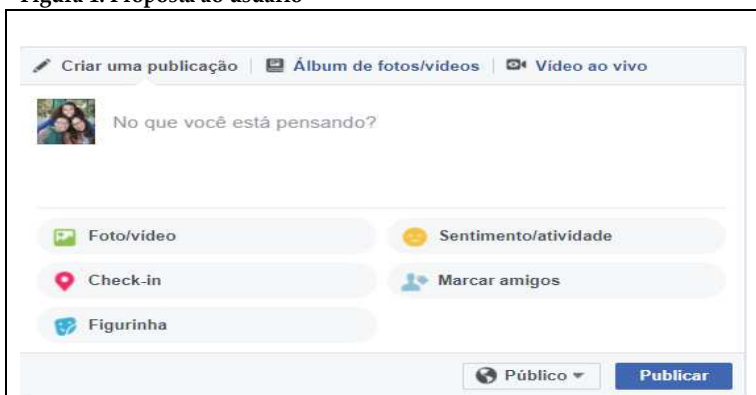 Figura 1. Proposta ao usuário
Criar uma publicação | Álbum de fotos/vídeos | Vídeo ao vivo
No que você está pensando?
Foto/vídeo Sentimento/atividade
Check-in Marcar amigos
Figurinha
Público Publicar